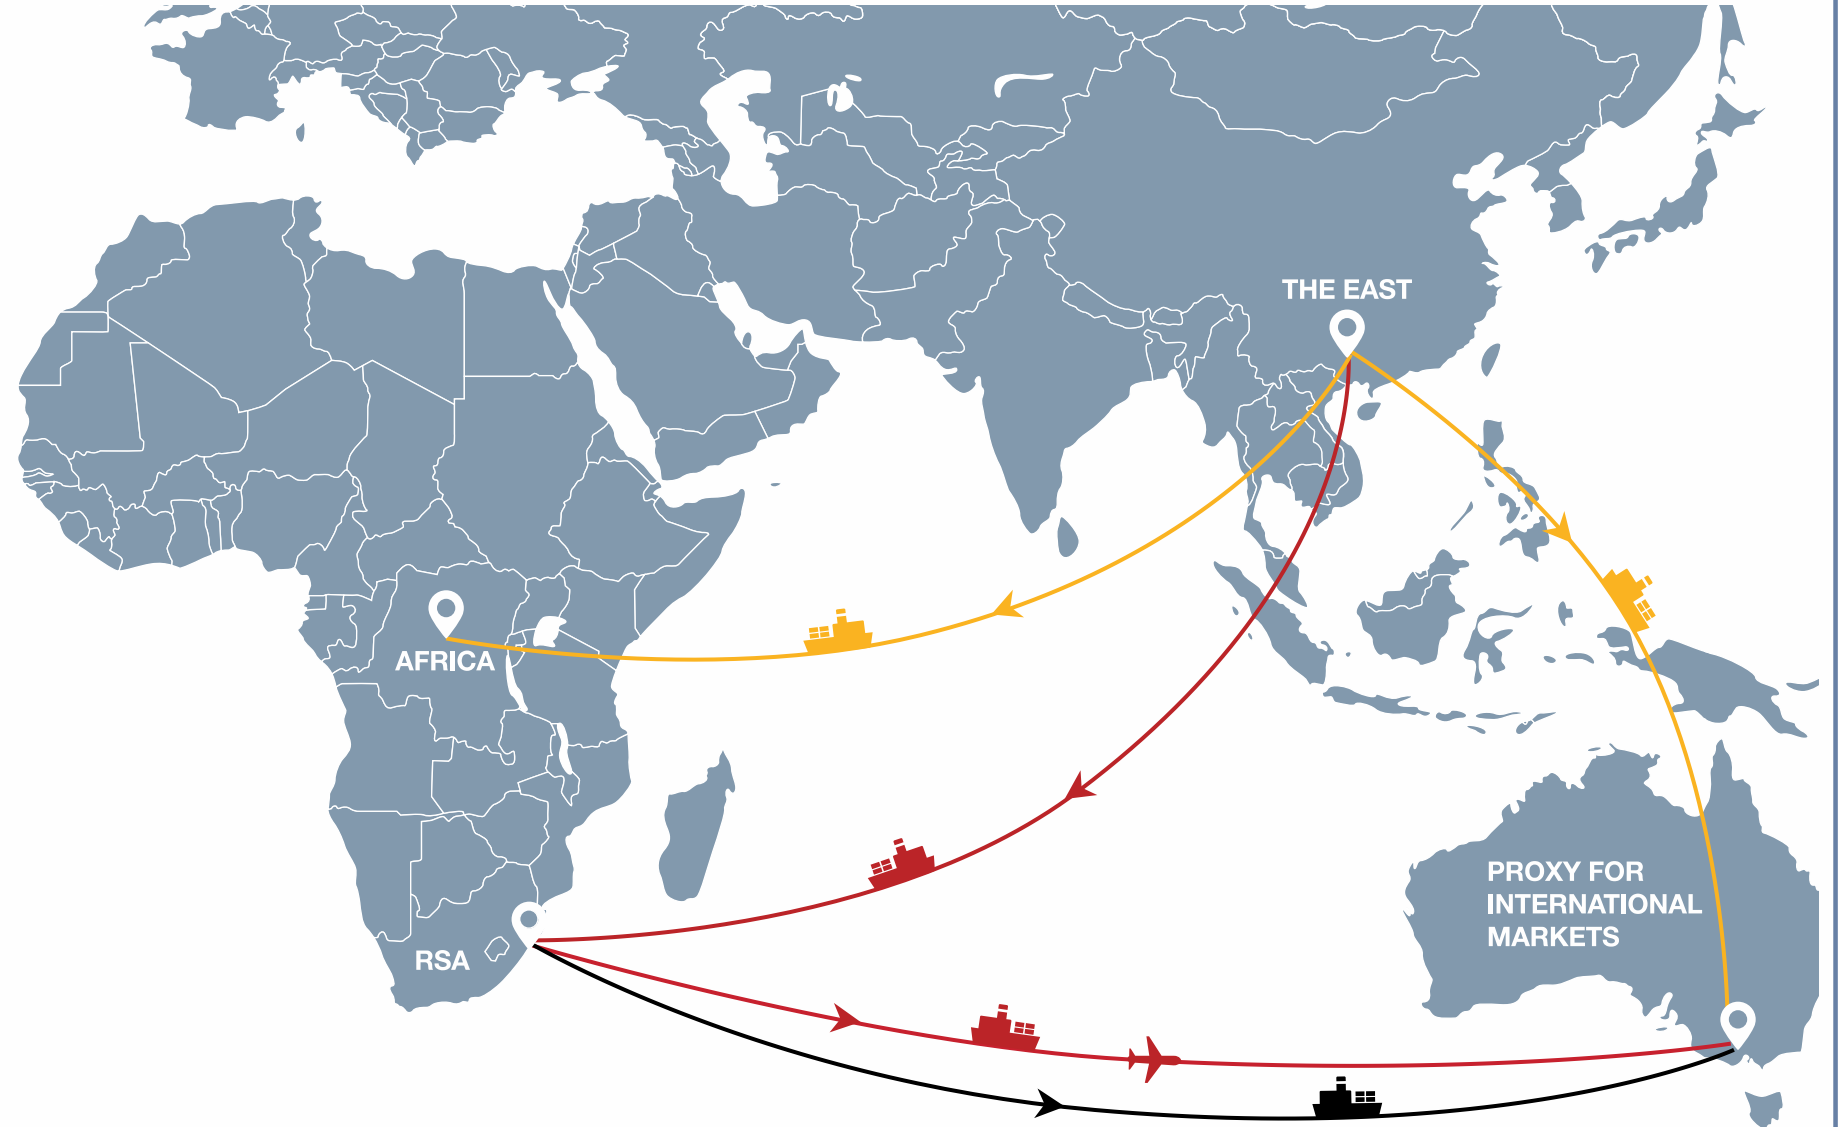 THE EAST
AFRICA
PROXY FOR
INTERNATIONAL
MARKETS
RSA